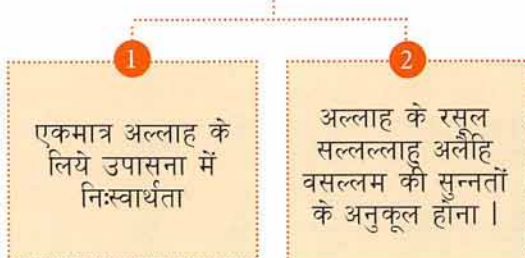 1
एकमात्र अल्लाह के
लिये उपासना में
निःस्वार्थता
2
अल्लाह के रसूल
सल्लल्लाहु अलैहि
वसल्लम की सुन्नतों
के अनुकूल होना |